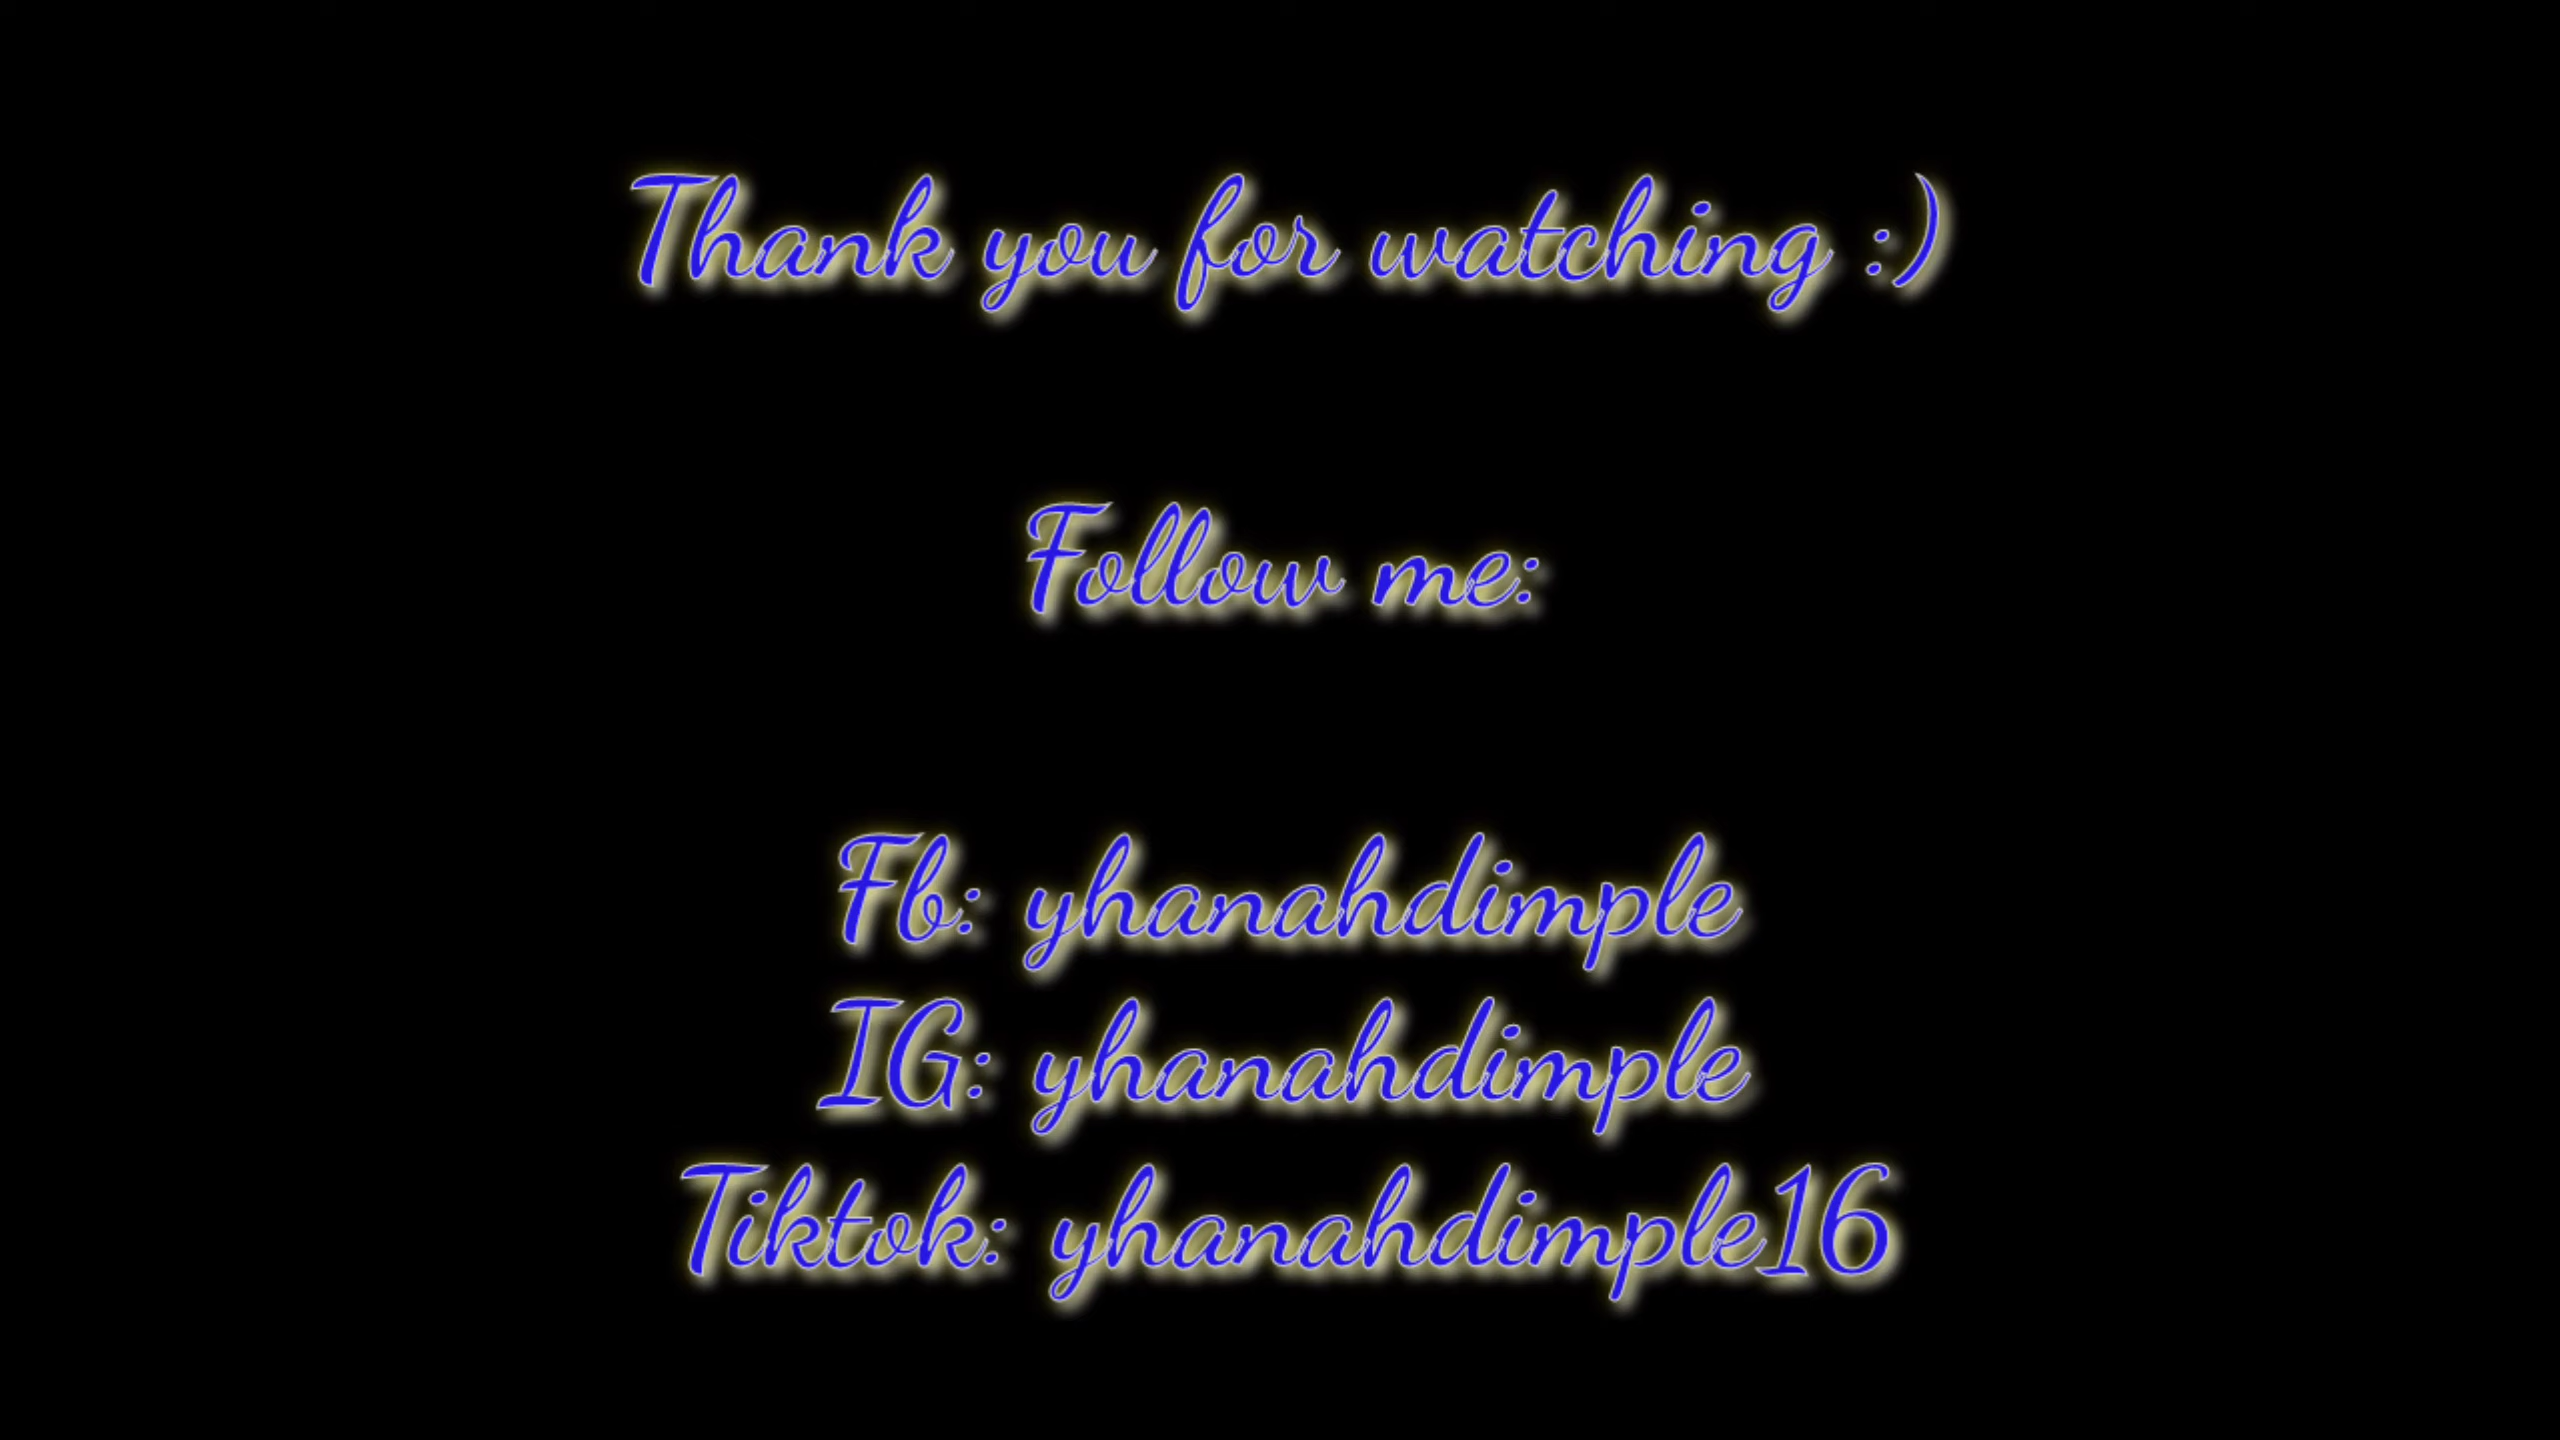 Thank you for watching :)
Follow me:
Fb: yhanahdimple
IG: yhanahdimple
Tiktok: yhanahdimple16